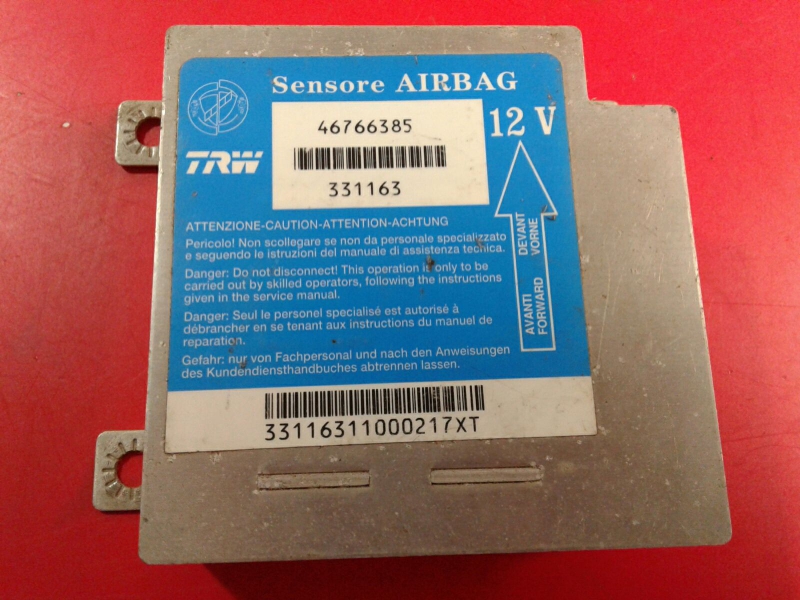 Sensore AIRBAG
46766385
12 V
TRW
331163
ATTENZIONE-CAUTION-ATTENTION-ACHTUNG
Pericolo! Non scollegare se non da personale specializzato
e seguendo le istruzioni del manuale di assistenza tecnica.
Danger: Do not disconnect! This operation is only to be
carried out by skilled operators, following the instructions
given in the service manual.
Danger: Seul le personel specialisé est autorisé à
débrancher en se tenant aux instructions du manuel de
reparation.
Gefahr: nur von Fachpersonal und nach den Anweisungen
des Kundendiensthandbuches abtrennen lassen.
AVANTI DEVANT
FORWARD VORNE
33116311000217XT